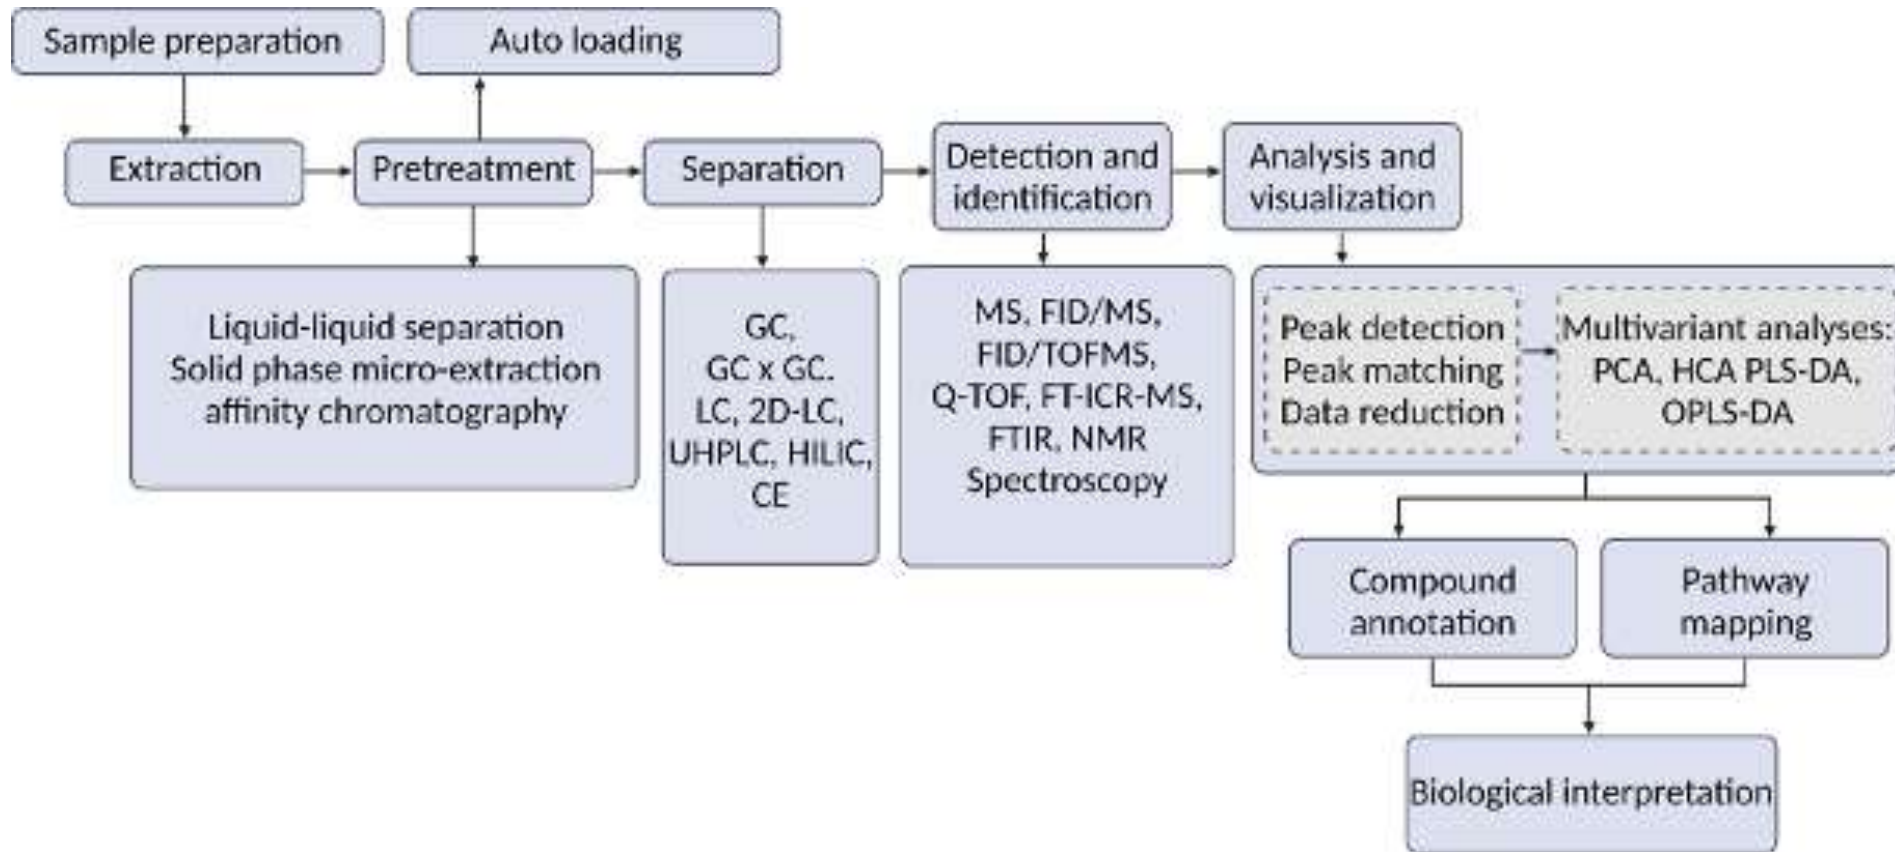 Sample preparation
Auto loading
Extraction
Pretreatment
Separation
Detection and
identification
Analysis and
visualization
Liquid-liquid separation
Solid phase micro-extraction
affinity chromatography
GC,
GC x GC.
LC, 2D-LC,
UHPLC, HILIC,
CE
MS, FID/MS,
FID/TOFMS,
Q-TOF, FT-ICR-MS,
FTIR, NMR
Spectroscopy
Peak detection
Peak matching
Data reduction
Multivariant analyses:
PCA, HCA PLS-DA,
OPLS-DA
Compound
annotation
Pathway
mapping
Biological interpretation